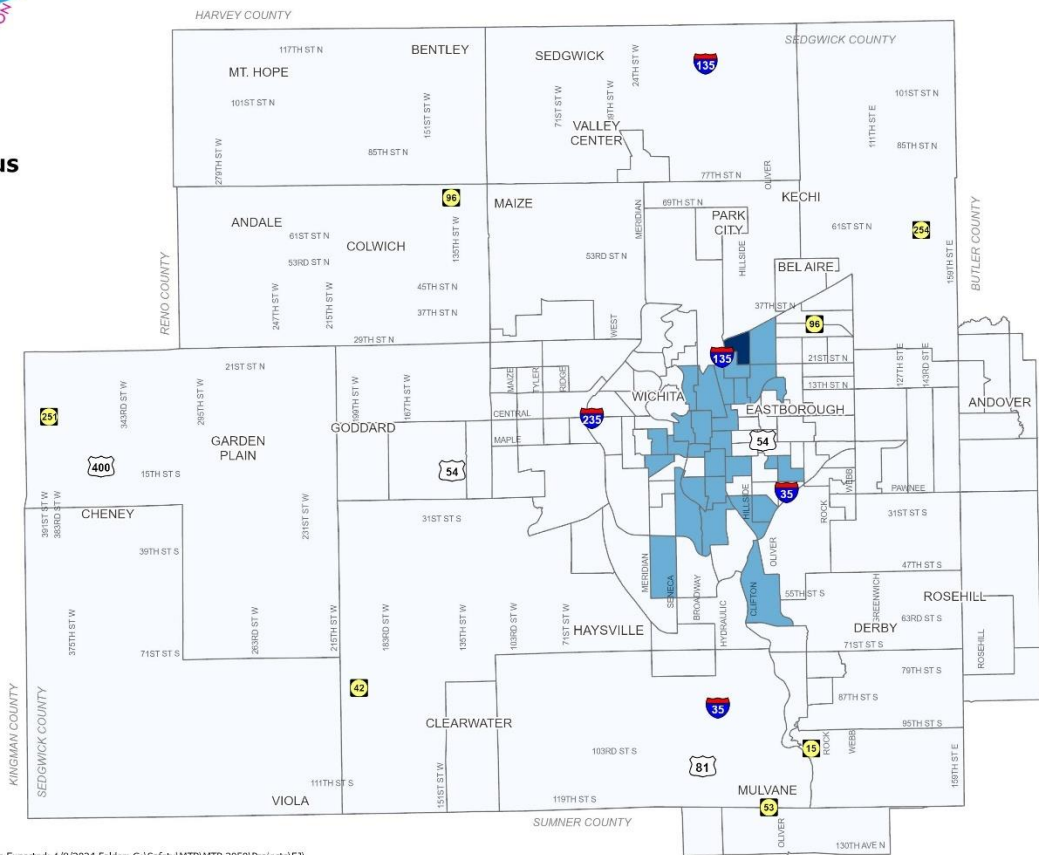 HARVEY COUNTY
SEDGWICK COUNTY
117TH ST N
BENTLEY
SEDGWICK
24TH ST W
135
MT. HOPE
101ST ST N
101ST ST N
151ST ST W
71ST ST W
111TH ST E
VALLEY
CENTER
85TH ST N
85TH ST N
279TH ST W
77TH ST N
OLIVER
96
MAIZE
69TH ST N
KECHI
ANDALE
PARK
CITY
61ST ST N
61ST ST N
254
COLWICH
135TH ST W
MERIDIAN
HILLSIDE
53RD ST N
53RD ST N
BEL AIRE
159TH ST E
BUTLER COUNTY
RENO COUNTY
247TH ST W
215TH ST W
45TH ST N
37TH ST N
37TH ST N
WEST
96
29TH ST N
135
21ST ST N
21ST ST N
127TH ST E
143RD ST E
343RD ST W
295TH ST W
199TH ST W
167TH ST W
MAIZE
TYLER
RIDGE
13TH ST N
WICHITA
ANDOVER
251
CENTRAL
235
EASTBOROUGH
GODDARD
MAPLE
54
GARDEN
PLAIN
400
54
15TH ST S
35
WEBB
PAWNEE
391ST ST W
383RD ST W
CHENEY
231ST ST W
31ST ST S
HILLSIDE
ROCK
31ST ST S
39TH ST S
OLIVER
47TH ST S
MERIDIAN
SENECA
BROADWAY
HYDRAULIC
CLIFTON
55TH ST S
ROSEHILL
375TH ST W
263RD ST W
215TH ST W
183RD ST W
135TH ST W
103RD ST W
71ST ST W
63RD ST S
HAYSVILLE
DERBY
71ST ST S
71ST ST S
ROSEHILL
79TH ST S
KINGMAN COUNTY
SEDGWICK COUNTY
42
87TH ST S
35
CLEARWATER
95TH ST S
15
ROCK
WEBB
103RD ST S
159TH ST E
81
111TH ST S
151ST ST W
MULVANE
VIOLA
119TH ST S
53
SUMNER COUNTY
OLIVER
130TH AVE N